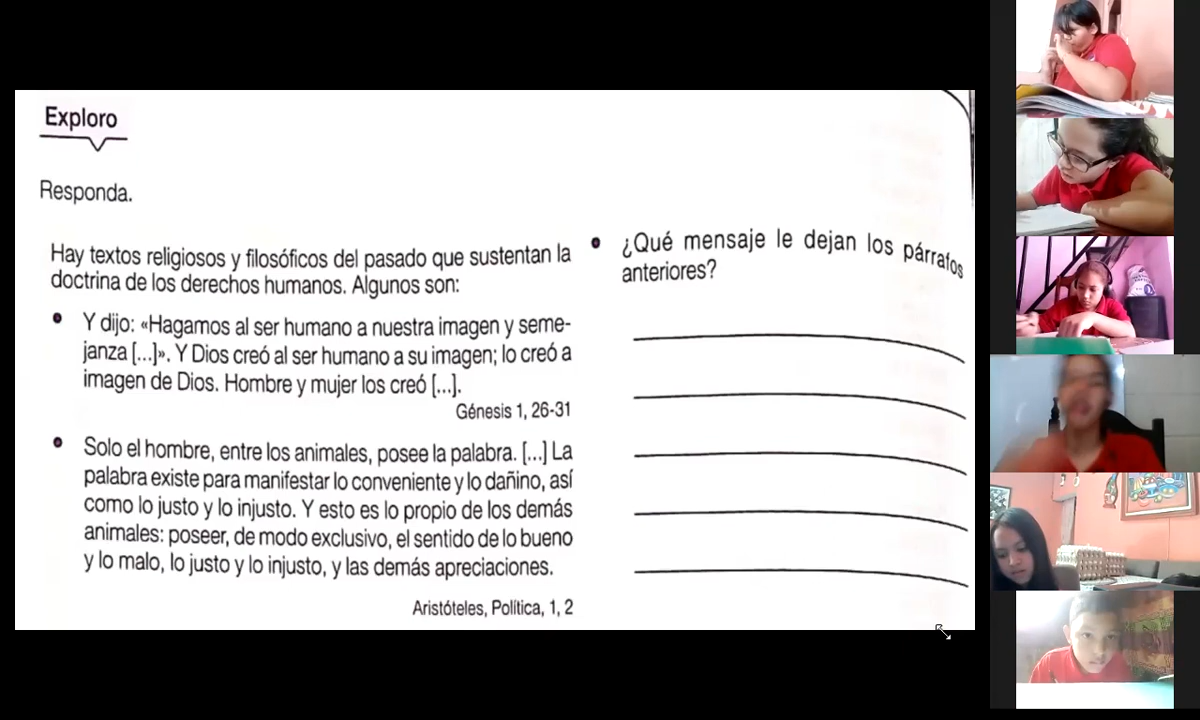 Exploro
Responda.
Hay textos religiosos y filosóficos del pasado que sustentan la
doctrina de los derechos humanos. Algunos son:
• Y dijo: «Hagamos al ser humano a nuestra imagen y seme-
janza [...]». Y Dios creó al ser humano a su imagen; lo creó a
imagen de Dios. Hombre y mujer los creó [...].
Génesis 1, 26-31
• Solo el hombre, entre los animales, posee la palabra. [...] La
palabra existe para manifestar lo conveniente y lo dañino, así
como lo justo y lo injusto. Y esto es lo propio de los demás
animales: poseer, de modo exclusivo, el sentido de lo bueno
y lo malo, lo justo y lo injusto, y las demás apreciaciones.
Aristóteles, Política, 1, 2
• ¿Qué mensaje le dejan los párrafos
anteriores?